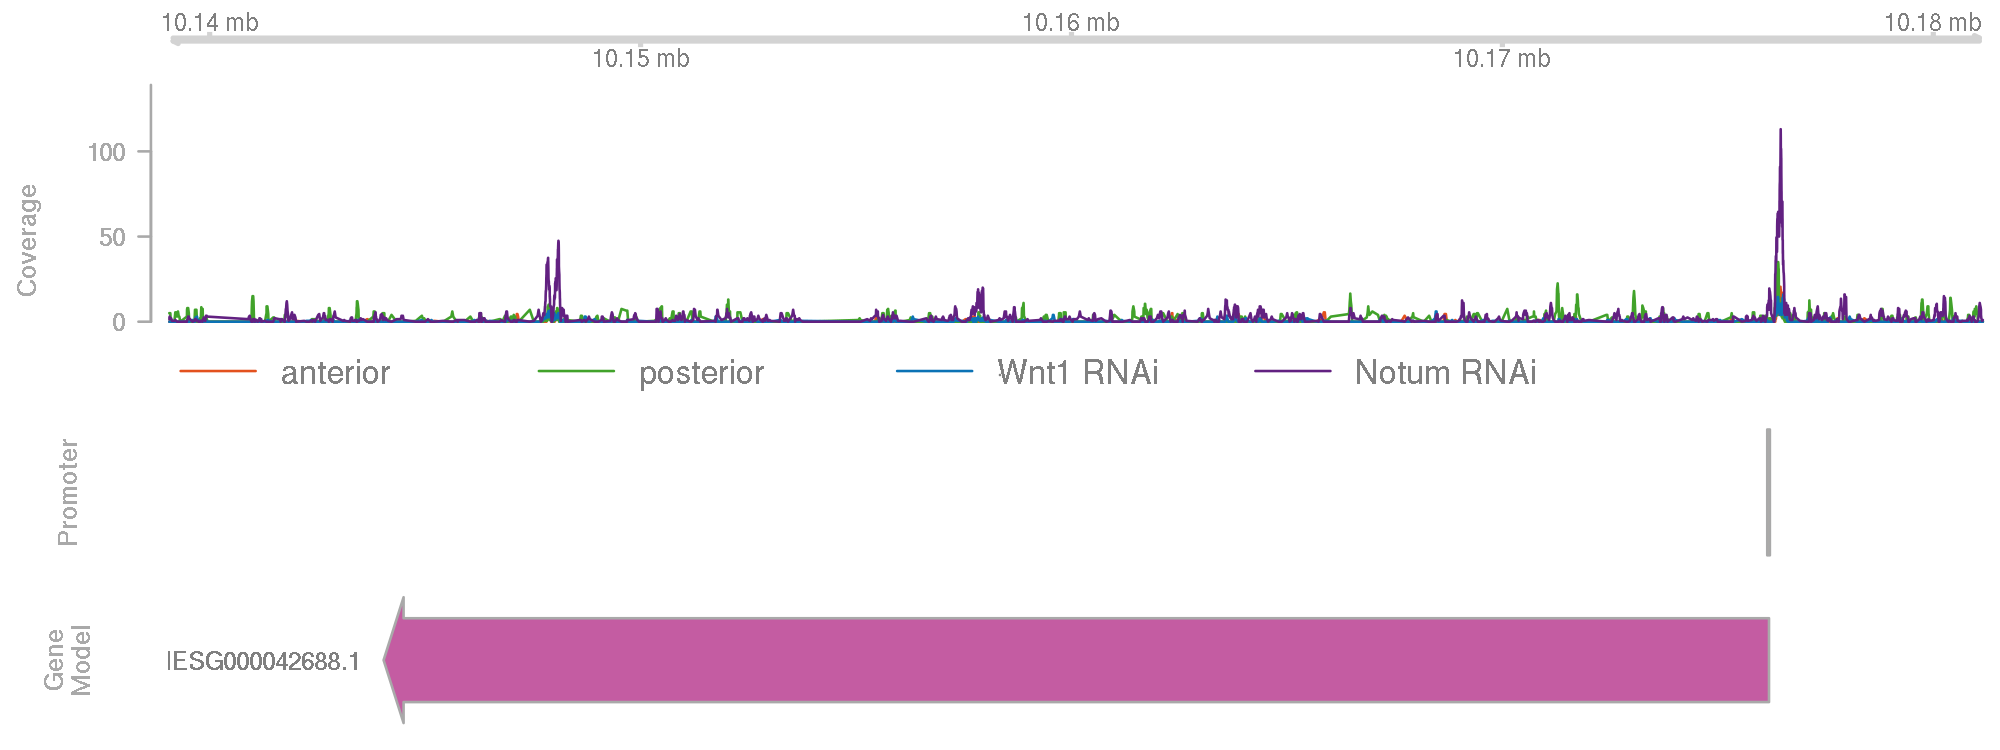 10.14 mb
10.16 mb
10.18 mb
10.15 mb
10.17 mb
Coverage
100
50
0
anterior
posterior
Wnt1 RNAi
Notum RNAi
Promoter
Gene
Model
IESG000042688.1